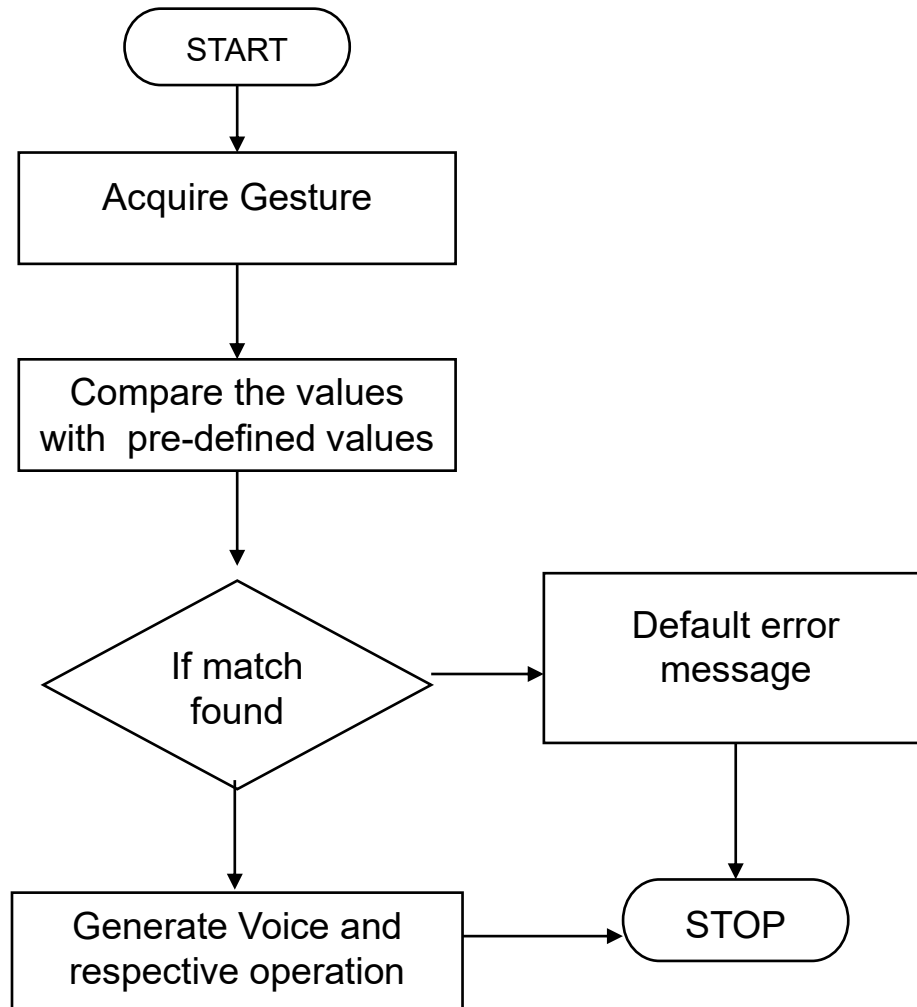 START
Acquire Gesture
Compare the values
with  pre-defined values
If match
found
Default error
message
Generate Voice and
respective operation
STOP